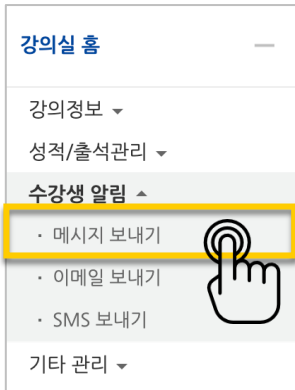 강의실 홈
강의정보
성적/출석관리
수강생 알림
· 메시지 보내기
· 이메일 보내기
· SMS 보내기
기타 관리